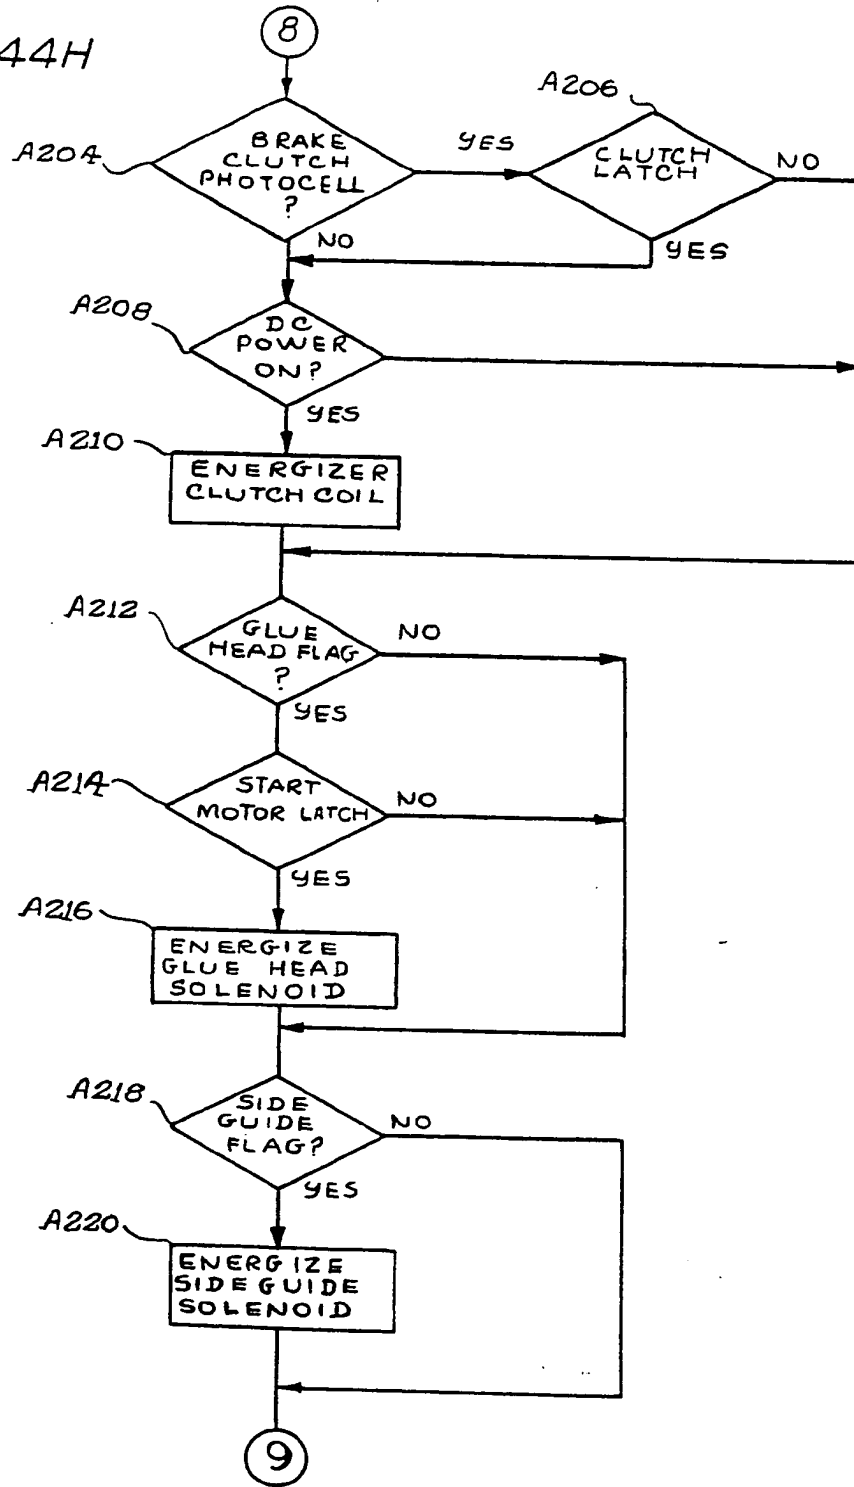 8
44H
A204
BRAKE
CLUTCH
PHOTOCELL
?
YES
A206
CLUTCH
LATCH
NO
NO
YES
A208
DC
POWER
ON?
YES
A210
ENERGIZER
CLUTCH COIL
A212
GLUE
HEAD FLAG
?
NO
YES
A214
START
MOTOR LATCH
NO
YES
A216
ENERGIZE
GLUE HEAD
SOLENOID
A218
SIDE
GUIDE
FLAG?
NO
YES
A220
ENERGIZE
SIDE GUIDE
SOLENOID
9